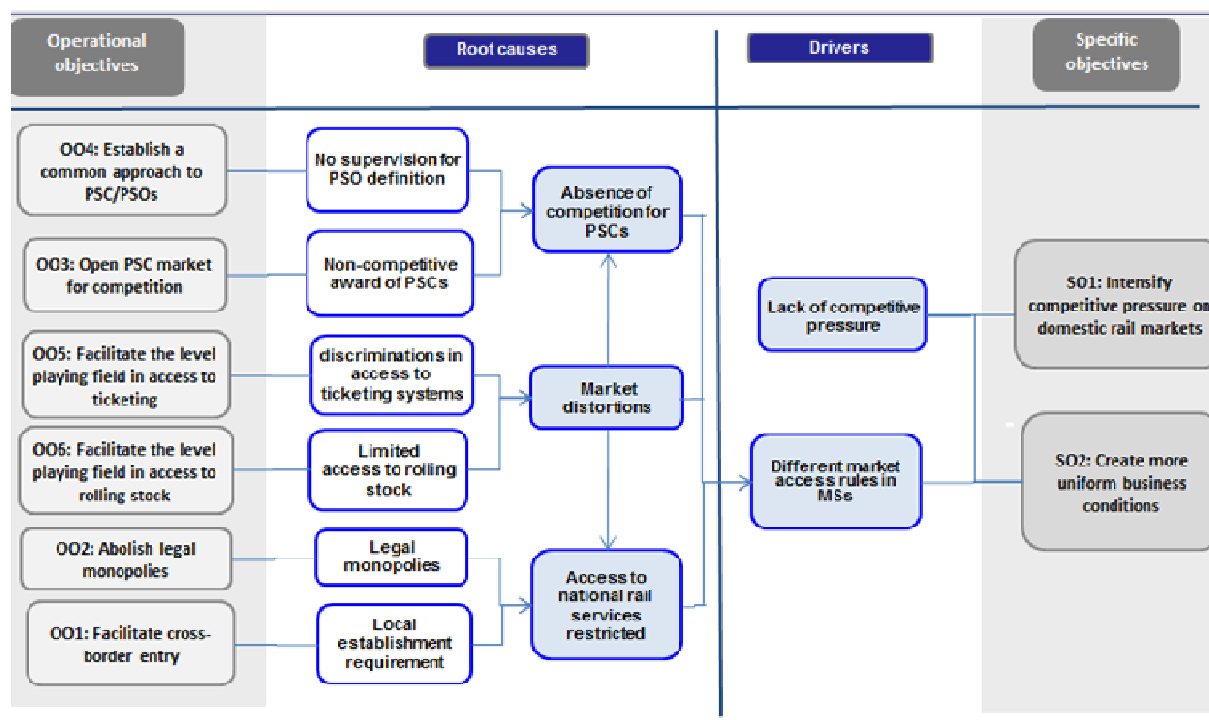 Operational
objectives
Root causes
Drivers
Specific
objectives
OO4: Establish a
common approach to
PSC/PSOs
No supervision for
PSO definition
Absence of
competition for
PSCs
OO3: Open PSC market
for competition
Non-competitive
award of PSCs
Lack of competitive
pressure
SO1: Intensify
competitive pressure on
domestic rail markets
OO5: Facilitate the level
playing field in access to
ticketing
discriminations in
access to
ticketing systems
Market
distortions
OO6: Facilitate the level
playing field in access to
rolling stock
Limited
access to rolling
stock
Different market
access rules in
MSs
SO2: Create more
uniform business
conditions
OO2: Abolish legal
monopolies
Legal
monopolies
Access to
national rail
services
restricted
OO1: Facilitate cross-
border entry
Local
establishment
requirement